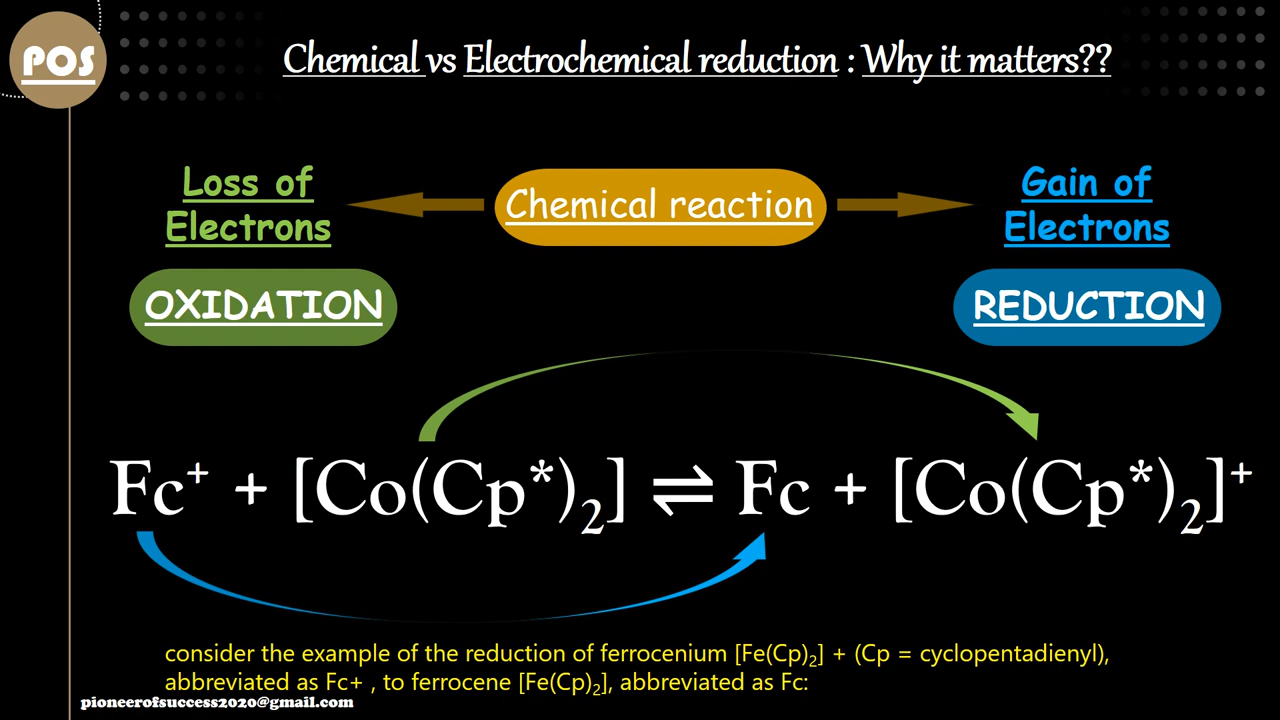 POS
Chemical vs Electrochemical reduction : Why it matters??
Loss of
Electrons
Chemical reaction
Gain of
Electrons
OXIDATION
REDUCTION
Fc⁺ + [Co(Cp*)₂] ⇌ Fc + [Co(Cp*)₂]⁺
consider the example of the reduction of ferrocenium [Fe(Cp)₂] + (Cp = cyclopentadienyl),
abbreviated as Fc+ , to ferrocene [Fe(Cp)₂], abbreviated as Fc:
pioneerofsuccess2020@gmail.com